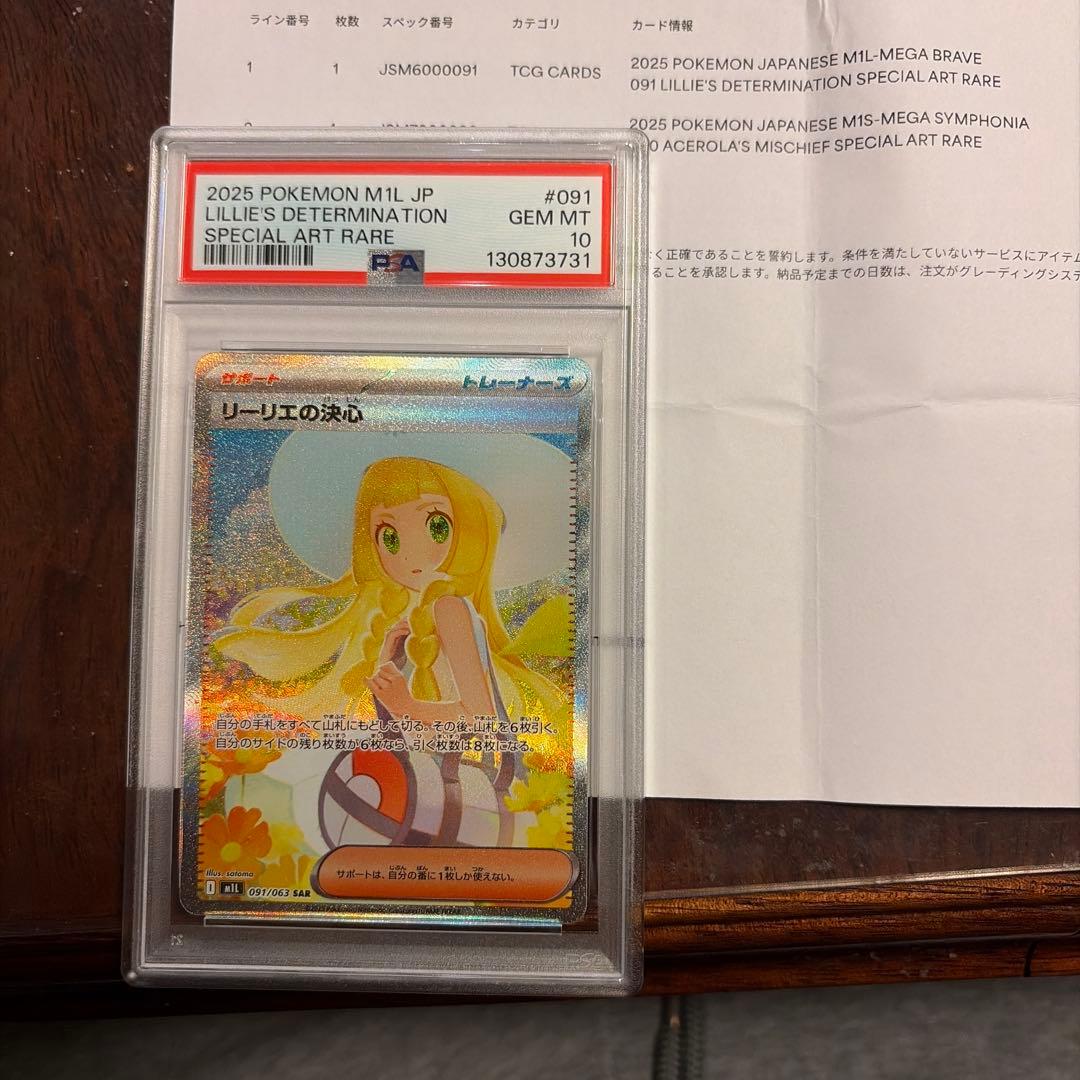 ライン番号 枚数 スペック番号 カテゴリ カード情報
1 1 JSM6000091 TCG CARDS 2025 POKEMON JAPANESE M1L-MEGA BRAVE
091 LILLIE'S DETERMINATION SPECIAL ART RARE
2025 POKEMON JAPANESE M1S-MEGA SYMPHONIA
0 ACEROLA'S MISCHIEF SPECIAL ART RARE
く正確であることを誓約します。条件を満たしていないサービスにアイテム
ることを承認します。納品予定までの日数は、注文がグレーディングシステ
2025 POKEMON M1L JP #091
LILLIE'S DETERMINATION GEM MT
SPECIAL ART RARE 10
PSA 130873731
サポート トレーナーズ
リーリエの決心
自分の手札をすべて山札にもどして切る。その後、山札を6枚引く。
自分のサイドの残り枚数が6枚なら、引く枚数は8枚になる。
サポートは、自分の番に1枚しか使えない。
Illus. satoma
m1L 091/063 SAR